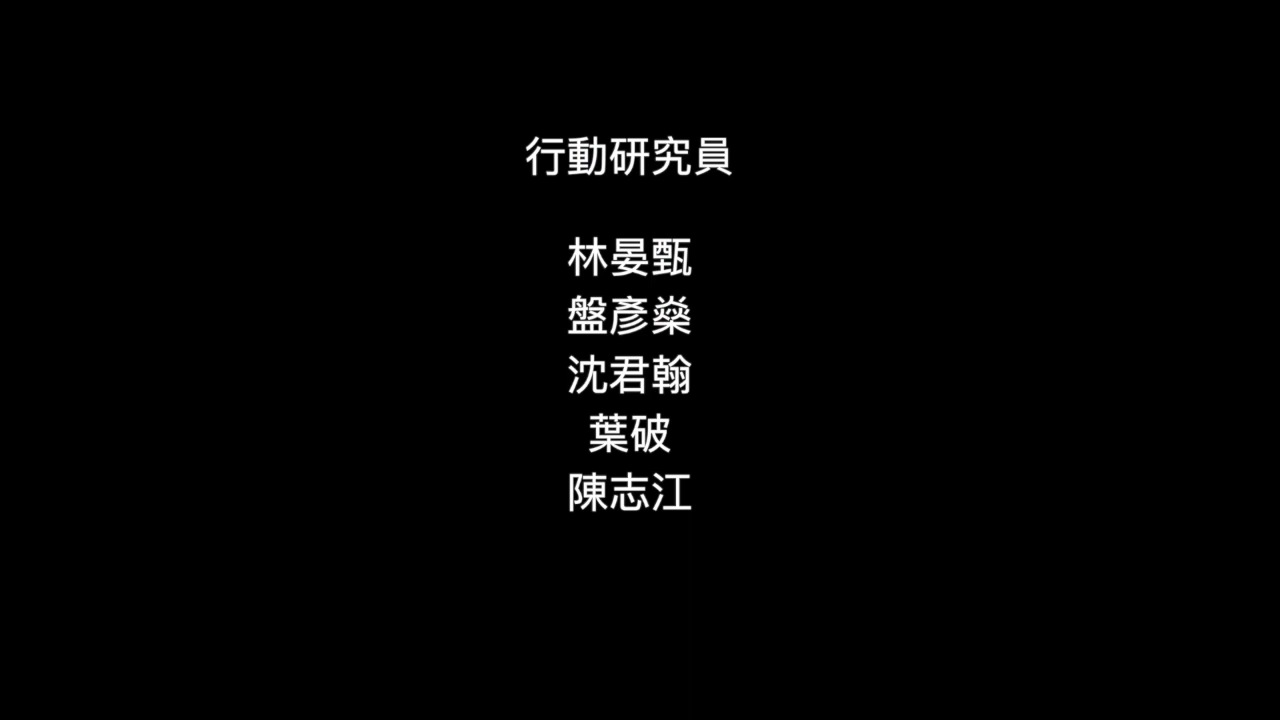 行動研究員
林晏甄
盤彥燊
沈君翰
葉破
陳志江